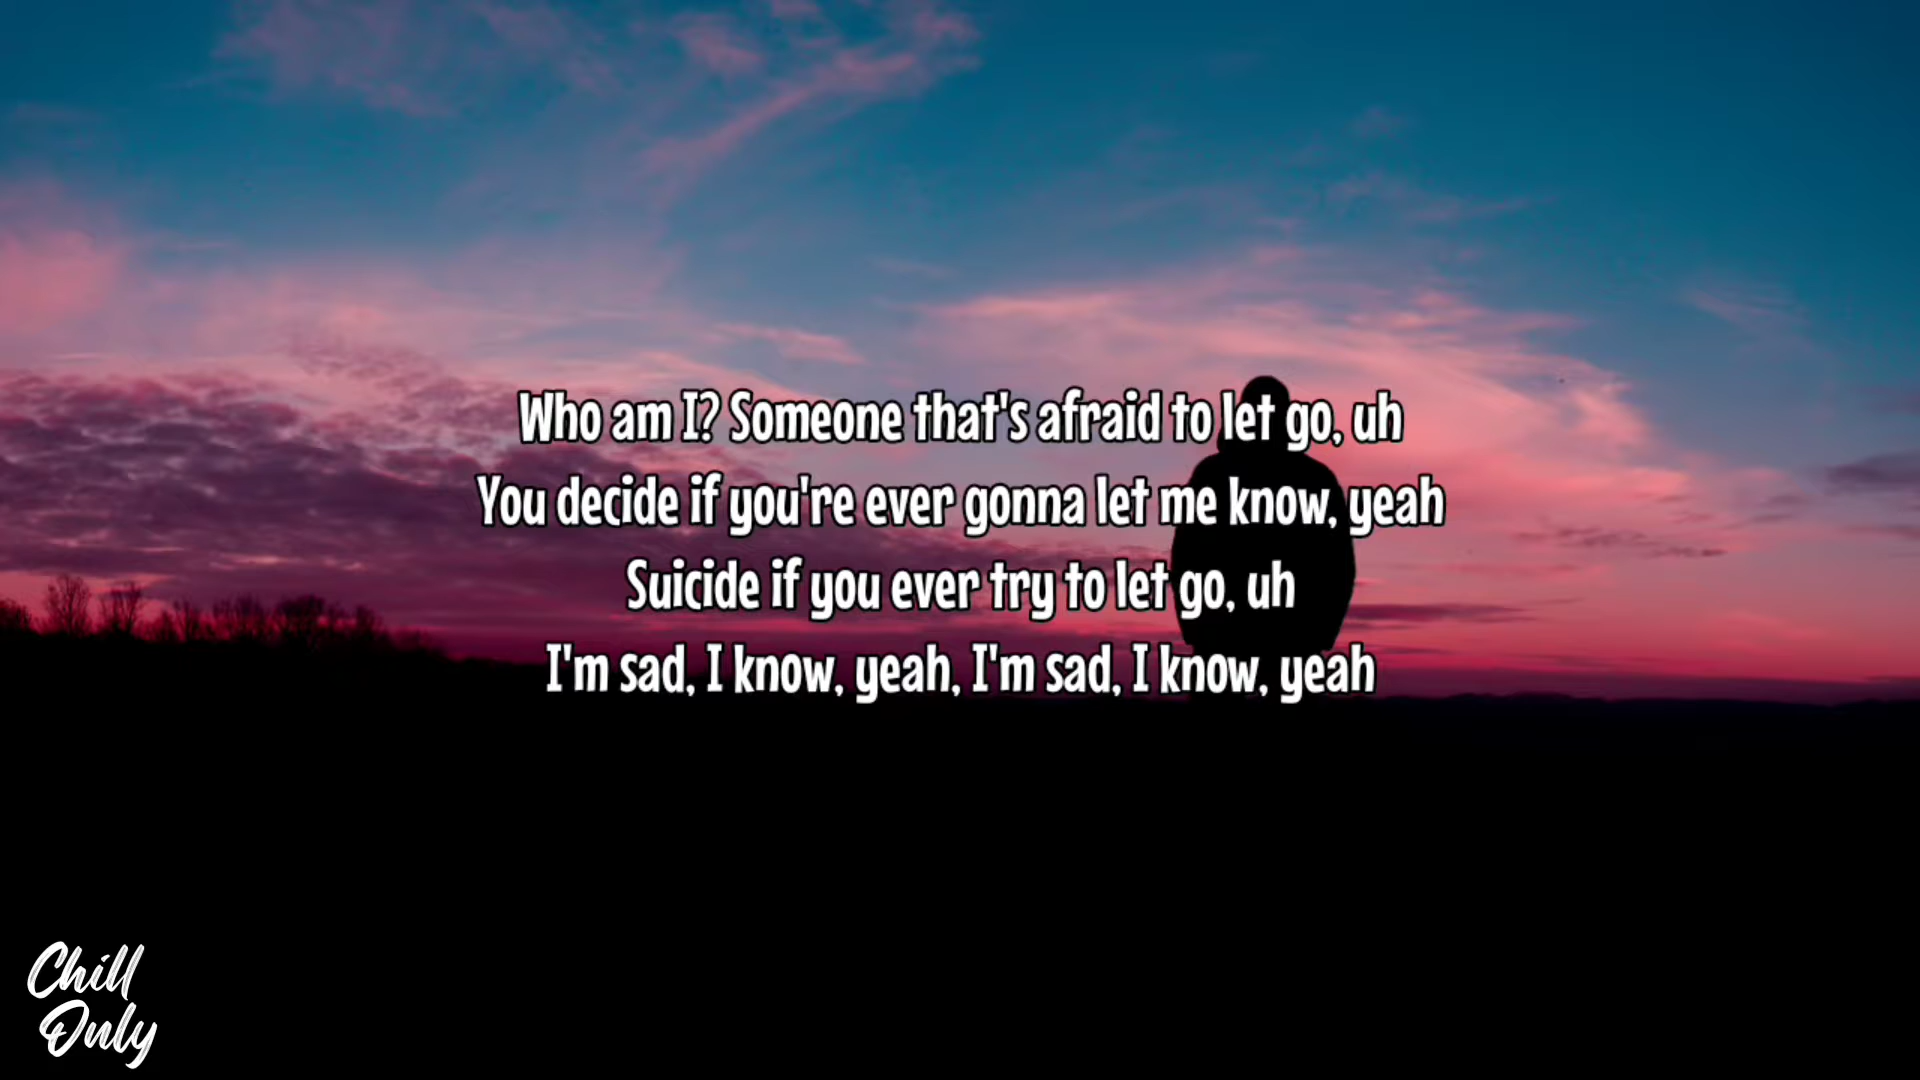 Who am I? Someone that's afraid to let go, uh
You decide if you're ever gonna let me know, yeah
Suicide if you ever try to let go, uh
I'm sad, I know, yeah, I'm sad, I know, yeah
Chill
Only